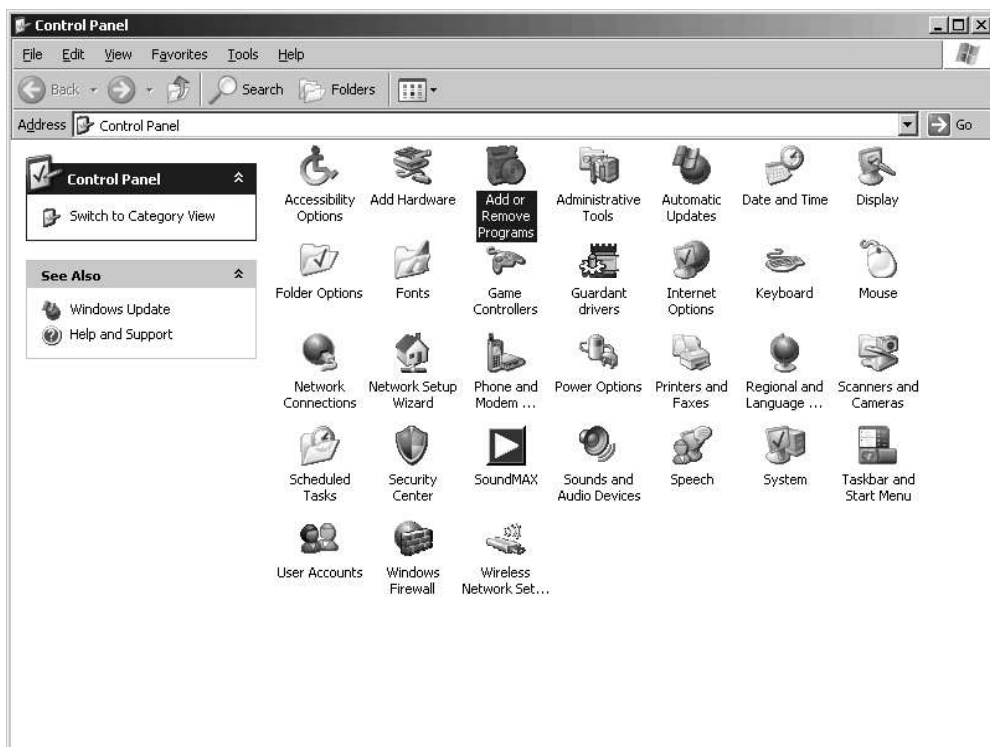 Control Panel
File Edit View Favorites Tools Help
Back Search Folders
Address Control Panel Go
Control Panel
Switch to Category View
See Also
Windows Update
Help and Support
Accessibility Options
Add Hardware
Add or Remove Programs
Administrative Tools
Automatic Updates
Date and Time
Display
Folder Options
Fonts
Game Controllers
Guardant drivers
Internet Options
Keyboard
Mouse
Network Connections
Network Setup Wizard
Phone and Modem ...
Power Options
Printers and Faxes
Regional and Language ...
Scanners and Cameras
Scheduled Tasks
Security Center
SoundMAX
Sounds and Audio Devices
Speech
System
Taskbar and Start Menu
User Accounts
Windows Firewall
Wireless Network Set...